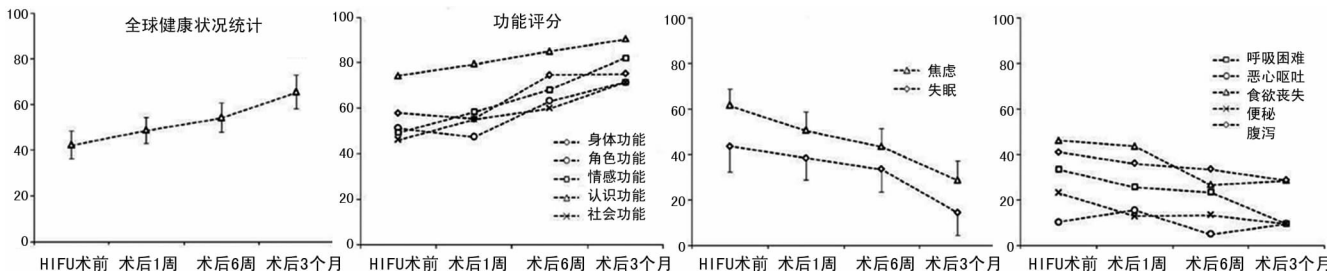 全球健康状况统计
100
80
60
40
20
0
HIFU术前 术后1周 术后6周 术后3个月
功能评分
100
80
60
40
20
0
身体功能
角色功能
情感功能
认识功能
社会功能
HIFU术前 术后1周 术后6周 术后3个月
100
80
60
40
20
0
焦虑
失眠
HIFU术前 术后1周 术后6周 术后3个月
100
80
60
40
20
0
呼吸困难
恶心呕吐
食欲丧失
便秘
腹泻
HIFU术前 术后1周 术后6周 术后3个月